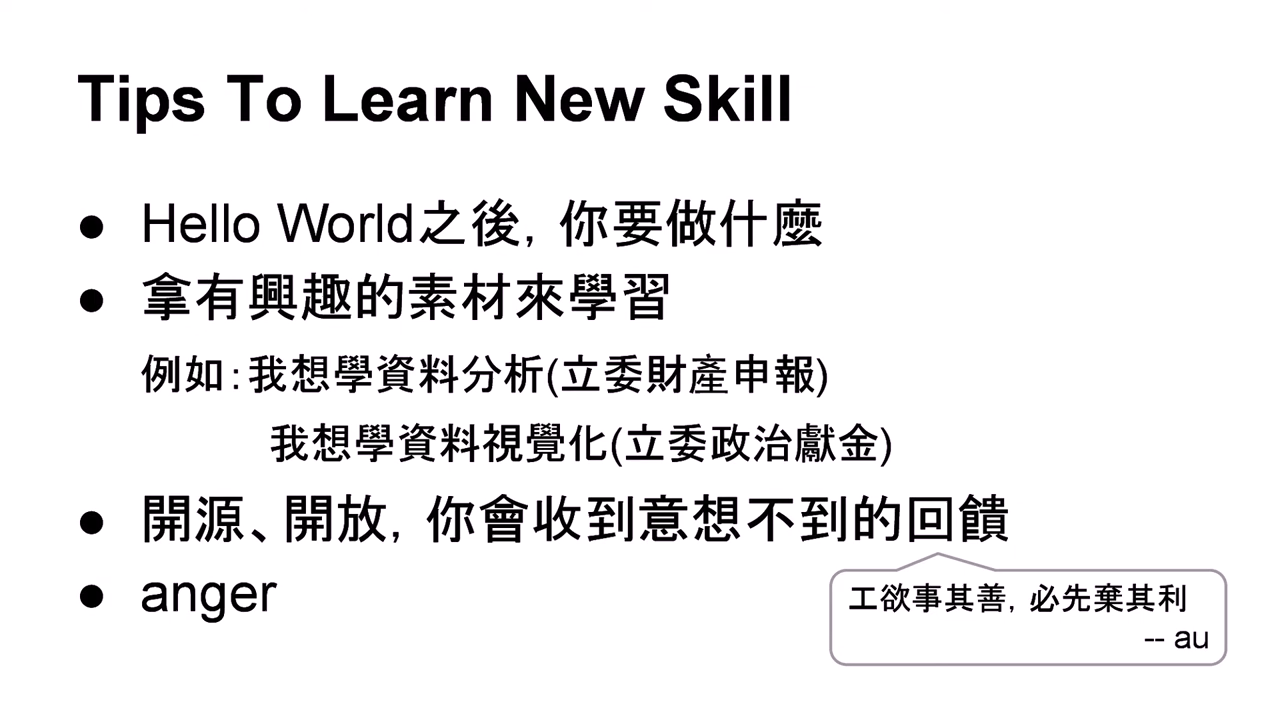 Tips To Learn New Skill
● Hello World之後，你要做什麼
● 拿有興趣的素材來學習
例如：我想學資料分析(立委財產申報)
我想學資料視覺化(立委政治獻金)
● 開源、開放，你會收到意想不到的回饋
● anger
工欲事其善，必先棄其利
-- au